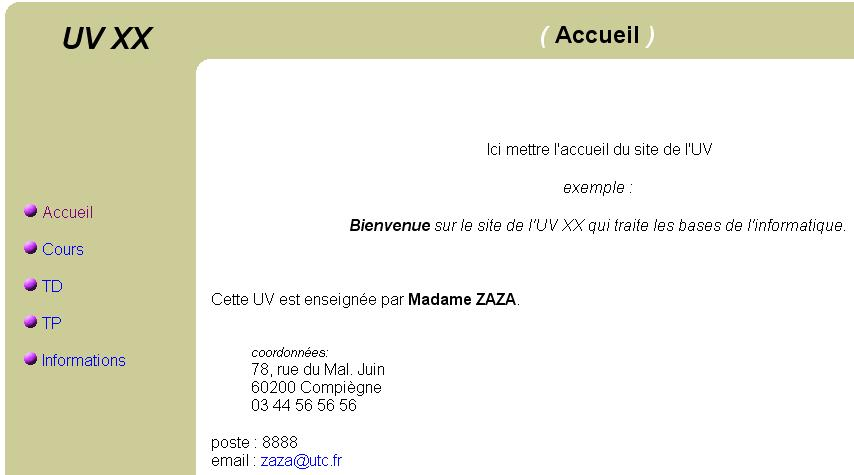 UV XX
( Accueil )
Accueil
Cours
TD
TP
Informations
Ici mettre l'accueil du site de l'UV
exemple :
Bienvenue sur le site de l'UV XX qui traite les bases de l'informatique.
Cette UV est enseignée par Madame ZAZA.
coordonnées:
78, rue du Mal. Juin
60200 Compiègne
03 44 56 56 56
poste : 8888
email : zaza@utc.fr